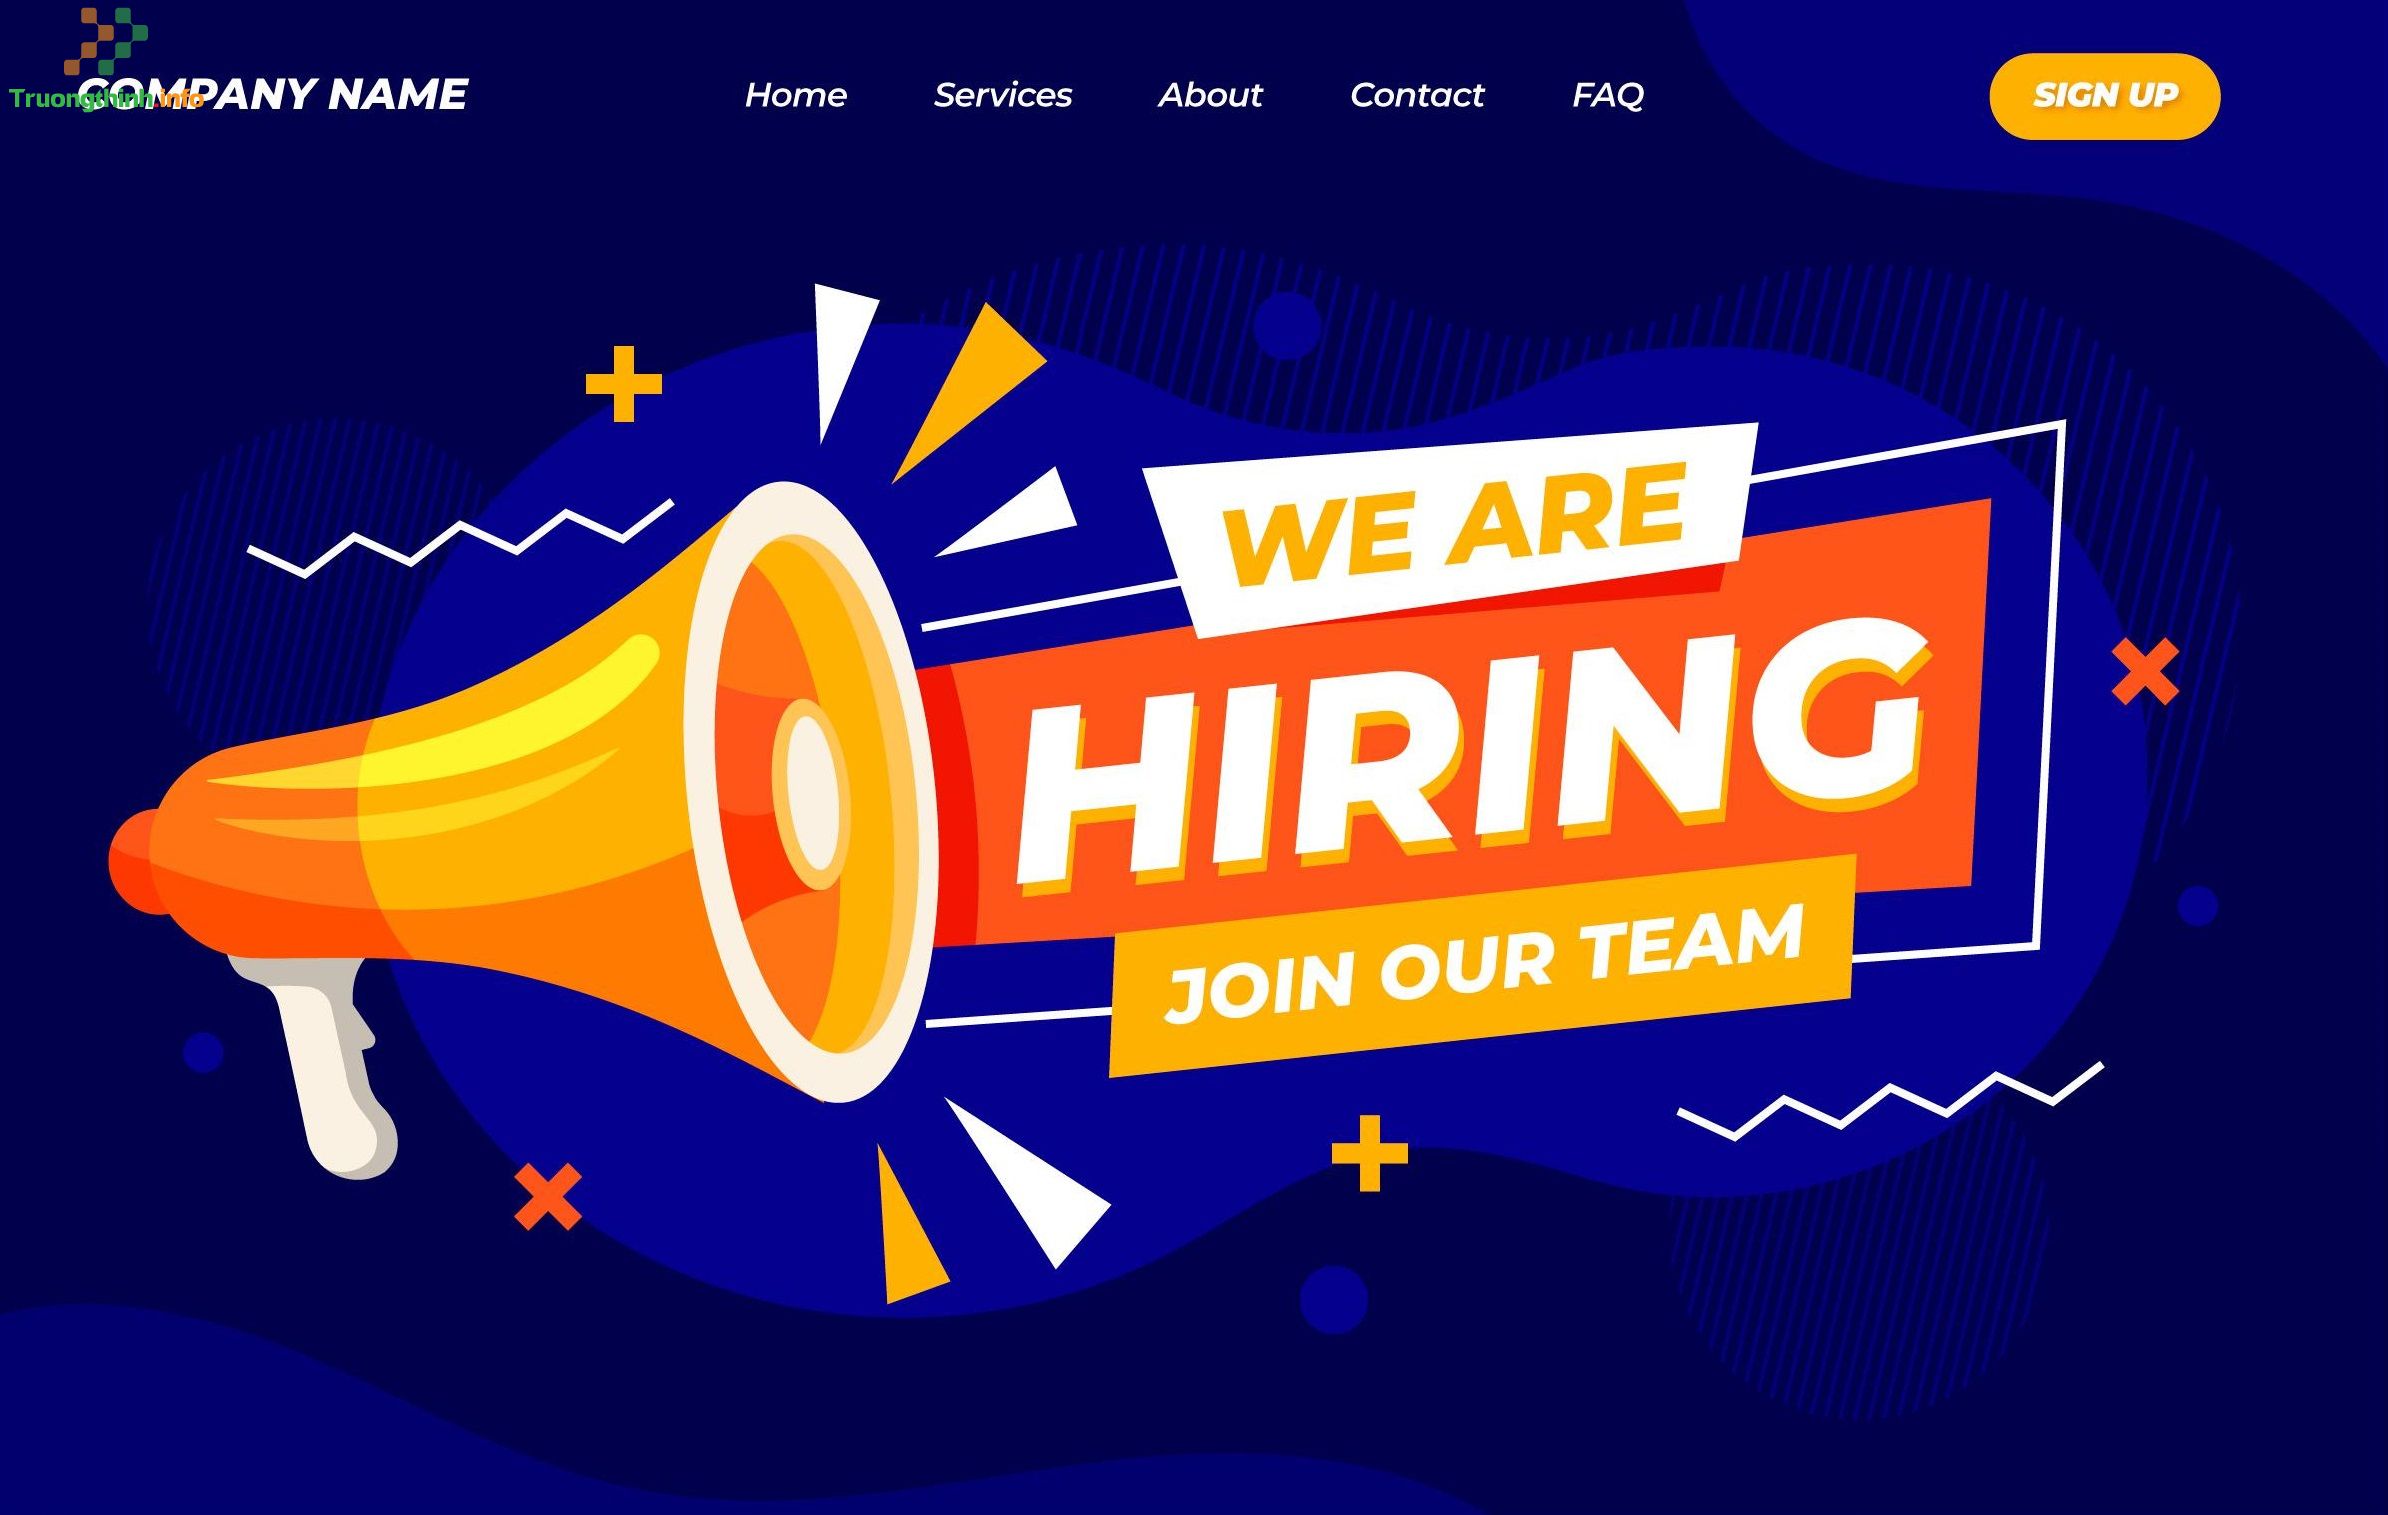 Truongthinh.info
COMPANY NAME
Home Services About Contact FAQ
SIGN UP
WE ARE
HIRING
JOIN OUR TEAM